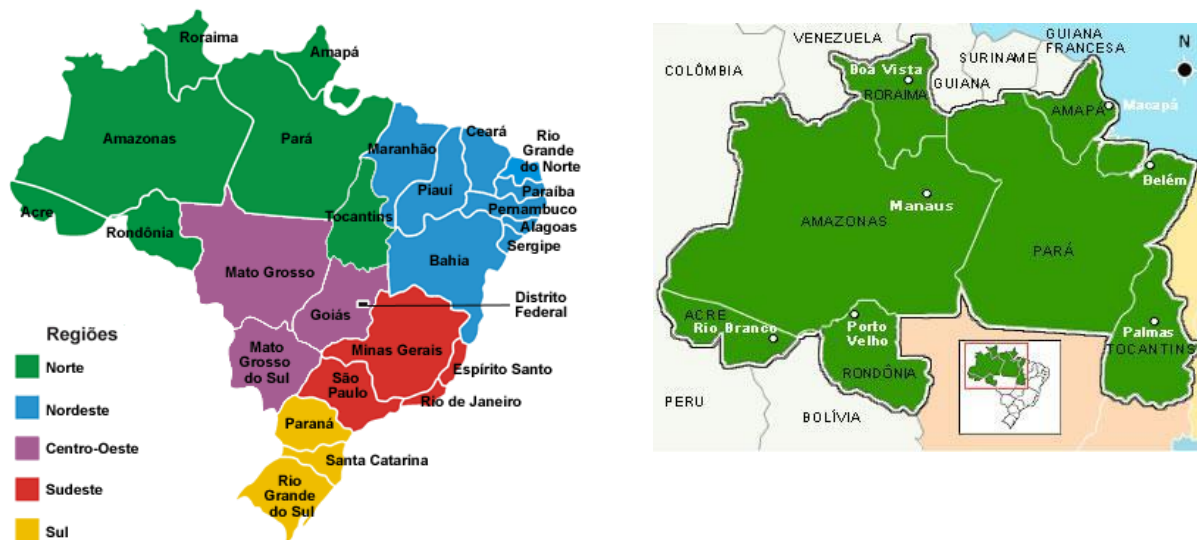 Roraima
Amapá
Amazonas
Pará
Maranhão
Ceará
Rio
Grande
do Norte
Piauí
Paraíba
Pernambuco
Acre
Rondônia
Tocantins
Alagoas
Sergipe
Mato Grosso
Bahia
Goiás
Distrito
Federal
Regiões
Norte
Nordeste
Centro-Oeste
Sudeste
Sul
Mato
Grosso
do Sul
Minas Gerais
Espírito Santo
São
Paulo
Rio de Janeiro
Paraná
Santa Catarina
Rio
Grande
do Sul
VENEZUELA
GUIANA
FRANCESA
N
SURINAME
COLÔMBIA
Boa Vista
RORAIMA
GUIANA
AMAPÁ
Macapá
Belém
Manaus
AMAZONAS
PARÁ
ACRE
Rio Branco
Porto
Velho
Palmas
TOCANTINS
RONDÔNIA
PERU
BOLÍVIA